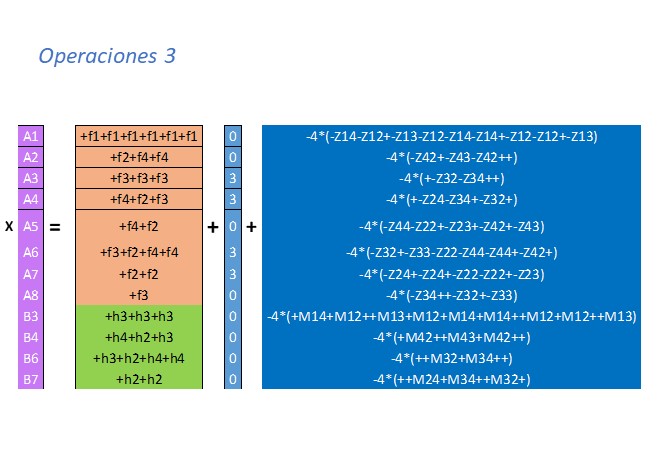 Operaciones 3
A1 +f1+f1+f1+f1+f1+f1 0 -4*(-Z14-Z12+-Z13-Z12-Z14-Z14+-Z12-Z12+-Z13)
A2 +f2+f4+f4 0 -4*(-Z42+-Z43-Z42++)
A3 +f3+f3+f3 3 -4*(+-Z32-Z34++)
A4 +f4+f2+f3 3 -4*(+-Z24-Z34+-Z32+)
X A5 = +f4+f2 + 0 + -4*(-Z44-Z22+-Z23+-Z42+-Z43)
A6 +f3+f2+f4+f4 3 -4*(-Z32+-Z33-Z22-Z44-Z44+-Z42+)
A7 +f2+f2 3 -4*(-Z24+-Z24+-Z22-Z22+-Z23)
A8 +f3 0 -4*(-Z34++-Z32+-Z33)
B3 +h3+h3+h3 0 -4*(+M14+M12++M13+M12+M14+M14++M12+M12++M13)
B4 +h4+h2+h3 0 -4*(+M42++M43+M42++)
B6 +h3+h2+h4+h4 0 -4*(++M32+M34++)
B7 +h2+h2 0 -4*(++M24+M34++M32+)